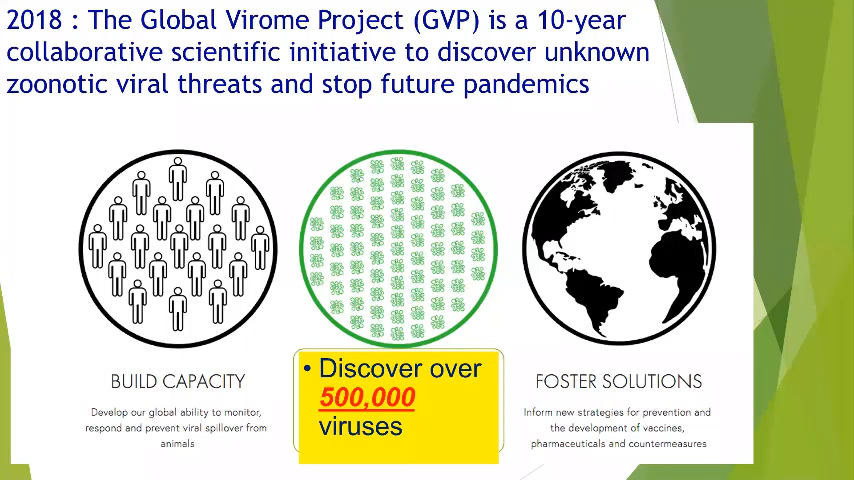 2018 : The Global Virome Project (GVP) is a 10-year
collaborative scientific initiative to discover unknown
zoonotic viral threats and stop future pandemics
BUILD CAPACITY
Develop our global ability to monitor,
respond and prevent viral spillover from
animals
• Discover over
500,000
viruses
FOSTER SOLUTIONS
Inform new strategies for prevention and
the development of vaccines,
pharmaceuticals and countermeasures